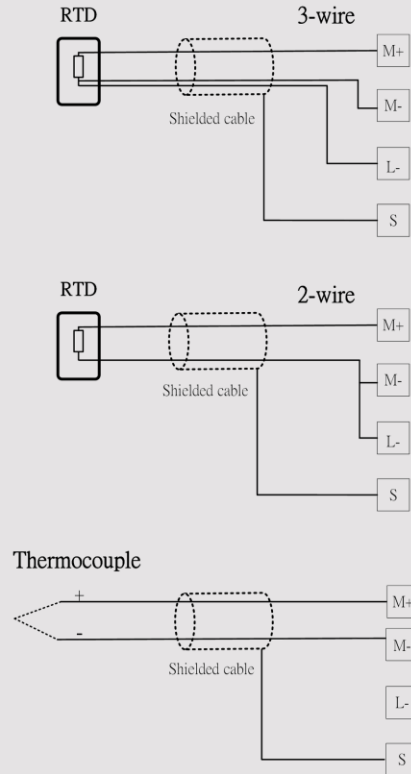 RTD
3-wire
M+
M-
Shielded cable
L-
S
RTD
2-wire
M+
M-
Shielded cable
L-
S
Thermocouple
+
M+
-
M-
Shielded cable
L-
S